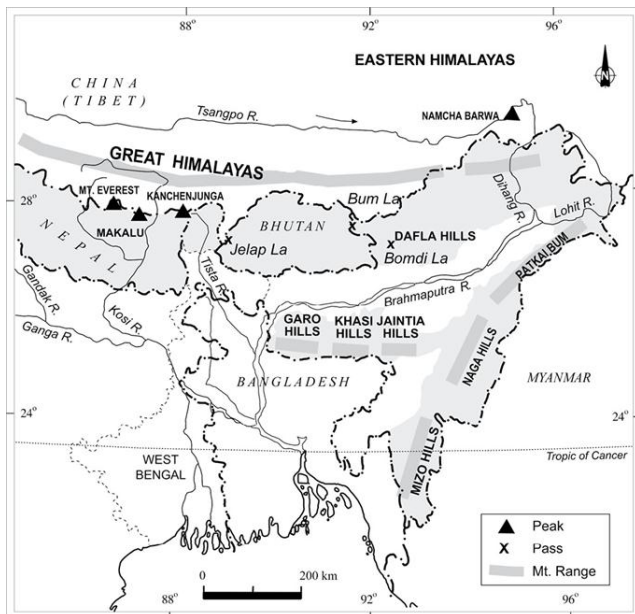 88°
92°
96°
EASTERN HIMALAYAS
N
CHINA
(TIBET)
Tsangpo R.
NAMCHA BARWA
GREAT HIMALAYAS
28°
28°
MT. EVEREST
KANCHENJUNGA
MAKALU
Bum La
BHUTAN
DAFLA HILLS
Dihang R.
Lohit R.
NEPAL
Jelap La
Bomdi La
PATKAI BUM
Tista R.
Gandak R.
Kosi R.
Ganga R.
Brahmaputra R.
GARO
HILLS
KHASI
HILLS
JAINTIA
HILLS
NAGA HILLS
BANGLADESH
MYANMAR
24°
24°
WEST
BENGAL
MIZO HILLS
Tropic of Cancer
Peak
X Pass
Mt. Range
0 200 km
88°
92°
96°